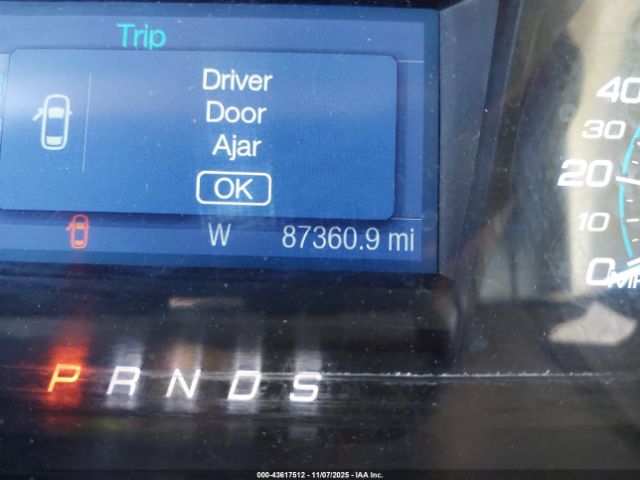 Trip
Driver
Door
Ajar
OK
W 87360.9 mi
40
30
20
10
0
P R N D S
000-43617512 - 11/07/2025 - IAA Inc.